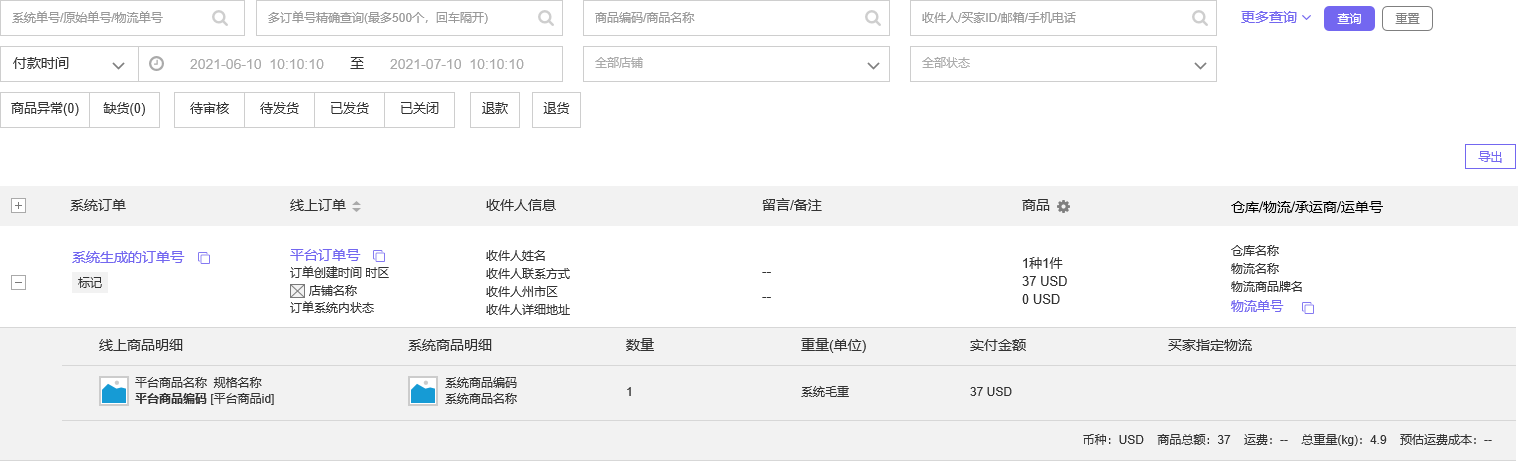 系统单号/原始单号/物流单号
多订单号精确查询(最多500个，回车隔开)
商品编码/商品名称
收件人/买家ID/邮箱/手机电话
更多查询
查询
重置
付款时间
2021-06-10 10:10:10 至 2021-07-10 10:10:10
全部店铺
全部状态
商品异常(0)
缺货(0)
待审核
待发货
已发货
已关闭
退款
退货
导出
系统订单
线上订单
收件人信息
留言/备注
商品
仓库/物流/承运商/运单号
系统生成的订单号
标记
平台订单号
订单创建时间 时区
店铺名称
订单系统内状态
收件人姓名
收件人联系方式
收件人州市区
收件人详细地址
--
--
1种1件
37 USD
0 USD
仓库名称
物流名称
物流商品牌名
物流单号
线上商品明细
系统商品明细
数量
重量(单位)
实付金额
买家指定物流
平台商品名称 规格名称
平台商品编码 [平台商品id]
系统商品编码
系统商品名称
1
系统毛重
37 USD
币种：USD 商品总额：37 运费：-- 总重量(kg)：4.9 预估运费成本：--